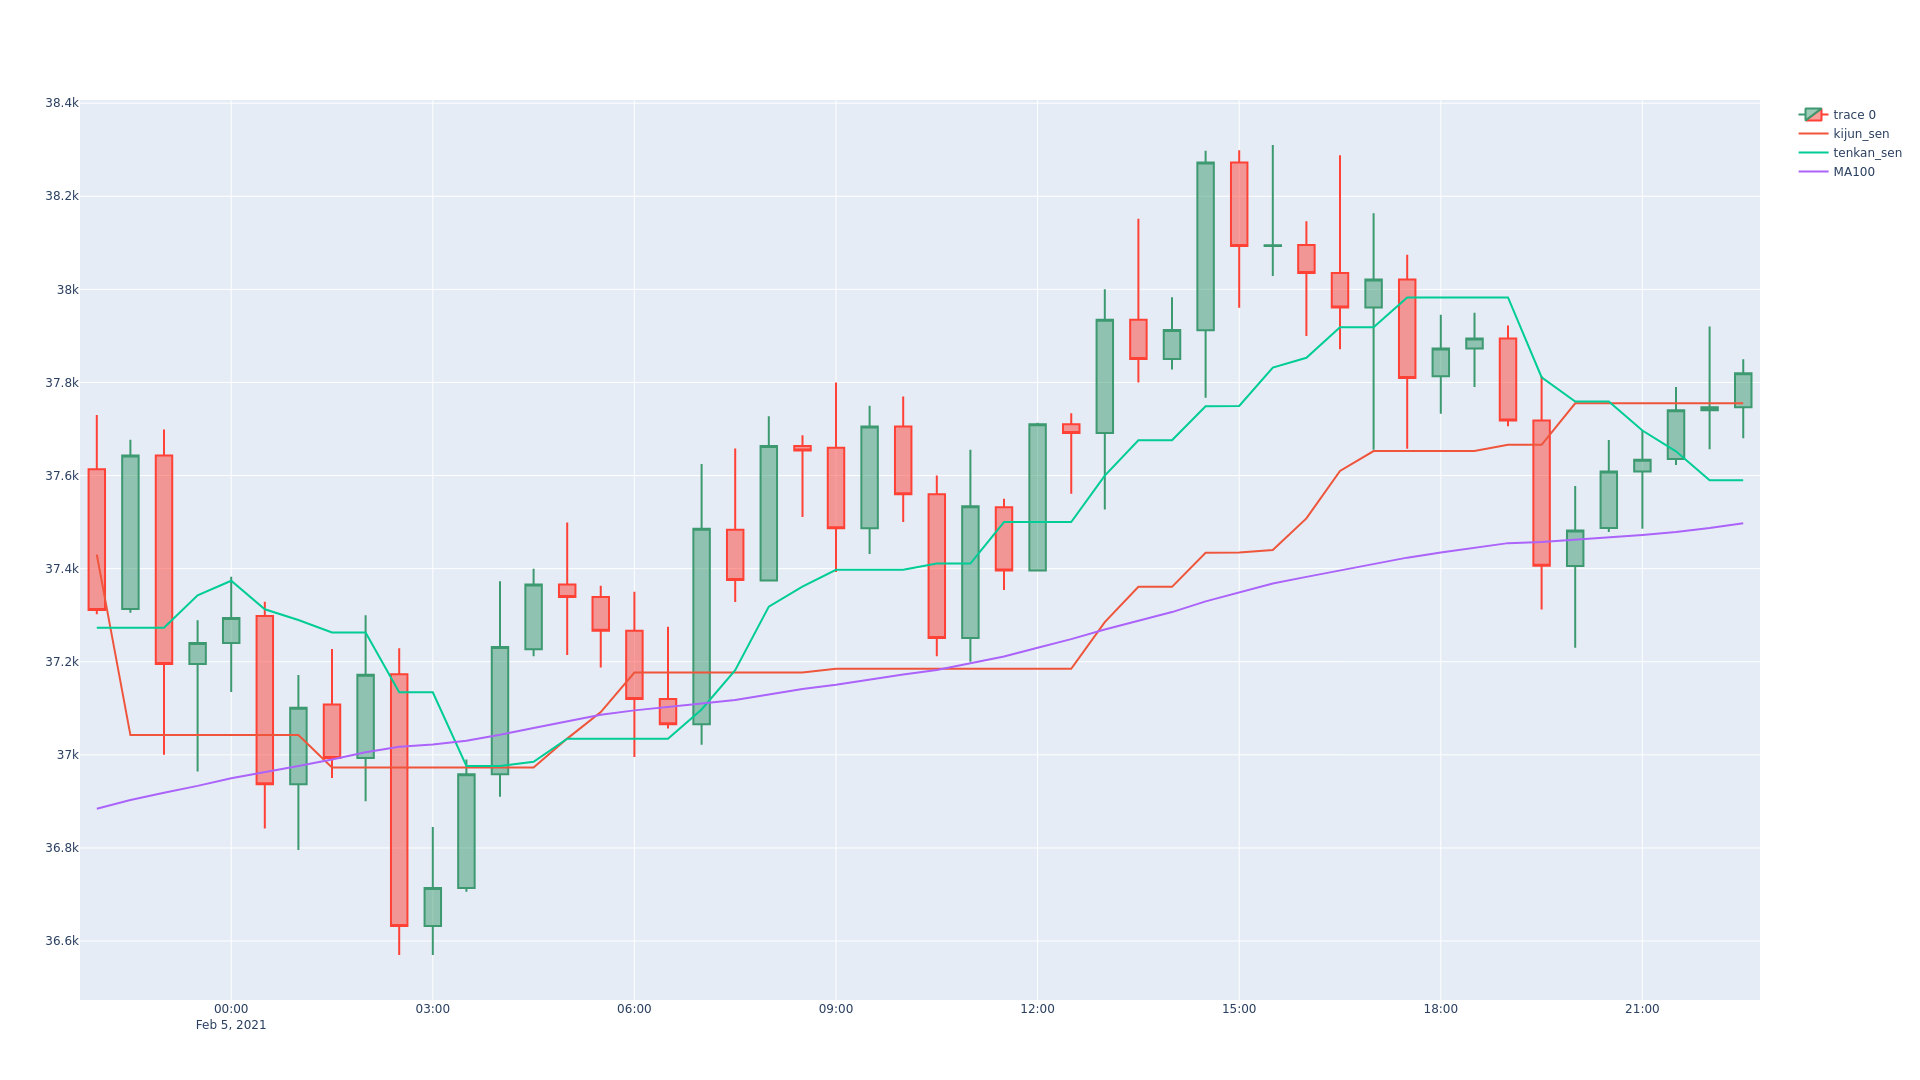 38.4k
38.2k
38k
37.8k
37.6k
37.4k
37.2k
37k
36.8k
36.6k
00:00 03:00 06:00 09:00 12:00 15:00 18:00 21:00
Feb 5, 2021
trace 0
kijun_sen
tenkan_sen
MA100